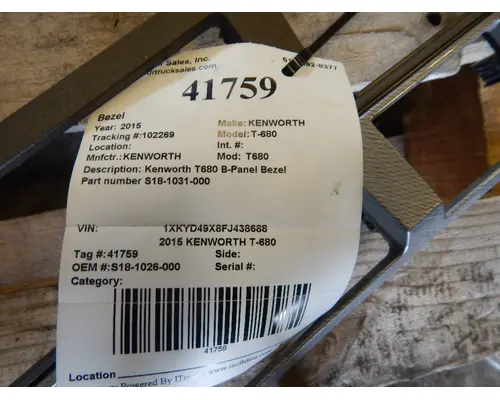 Sales, Inc.
41759
Bezel
Year: 2015 Make: KENWORTH
Tracking #:102269 Model: T-680
Location: Int. #:
Mnfctr.:KENWORTH Mod: T680
Description: Kenworth T680 B-Panel Bezel
Part number S18-1031-000
VIN: 1XKYD49X8FJ438688
2015 KENWORTH T-680
Tag #:41759 Side:
OEM #:S18-1026-000 Serial #:
Category:
41759
Location
Powered By